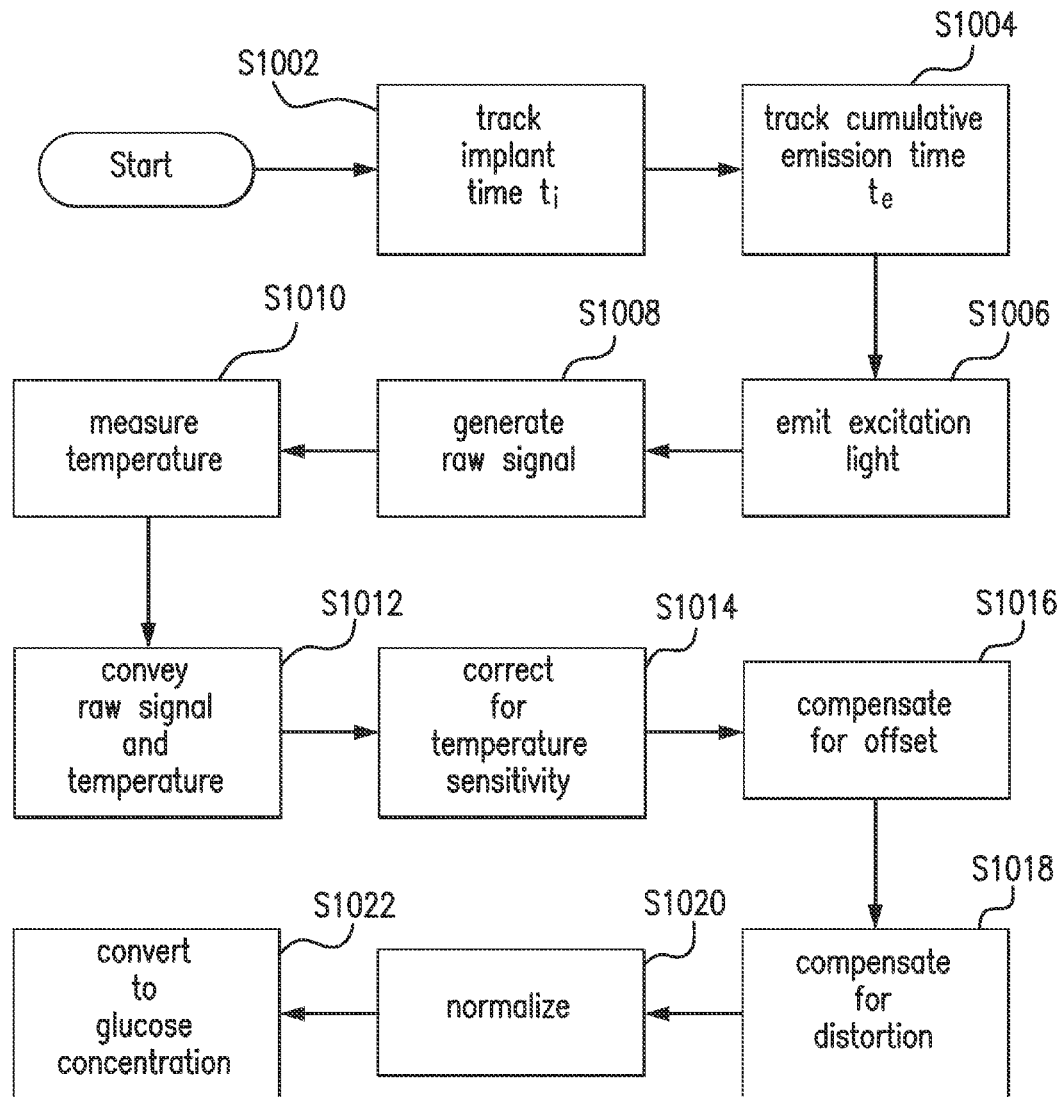 S1004
S1002
Start
track
implant
time ti
track cumulative
emission time
te
S1010
S1008
S1006
measure
temperature
generate
raw signal
emit excitation
light
S1012
S1014
S1016
convey
raw signal
and
temperature
correct
for
temperature
sensitivity
compensate
for offset
S1022
S1020
S1018
convert
to
glucose
concentration
normalize
compensate
for
distortion